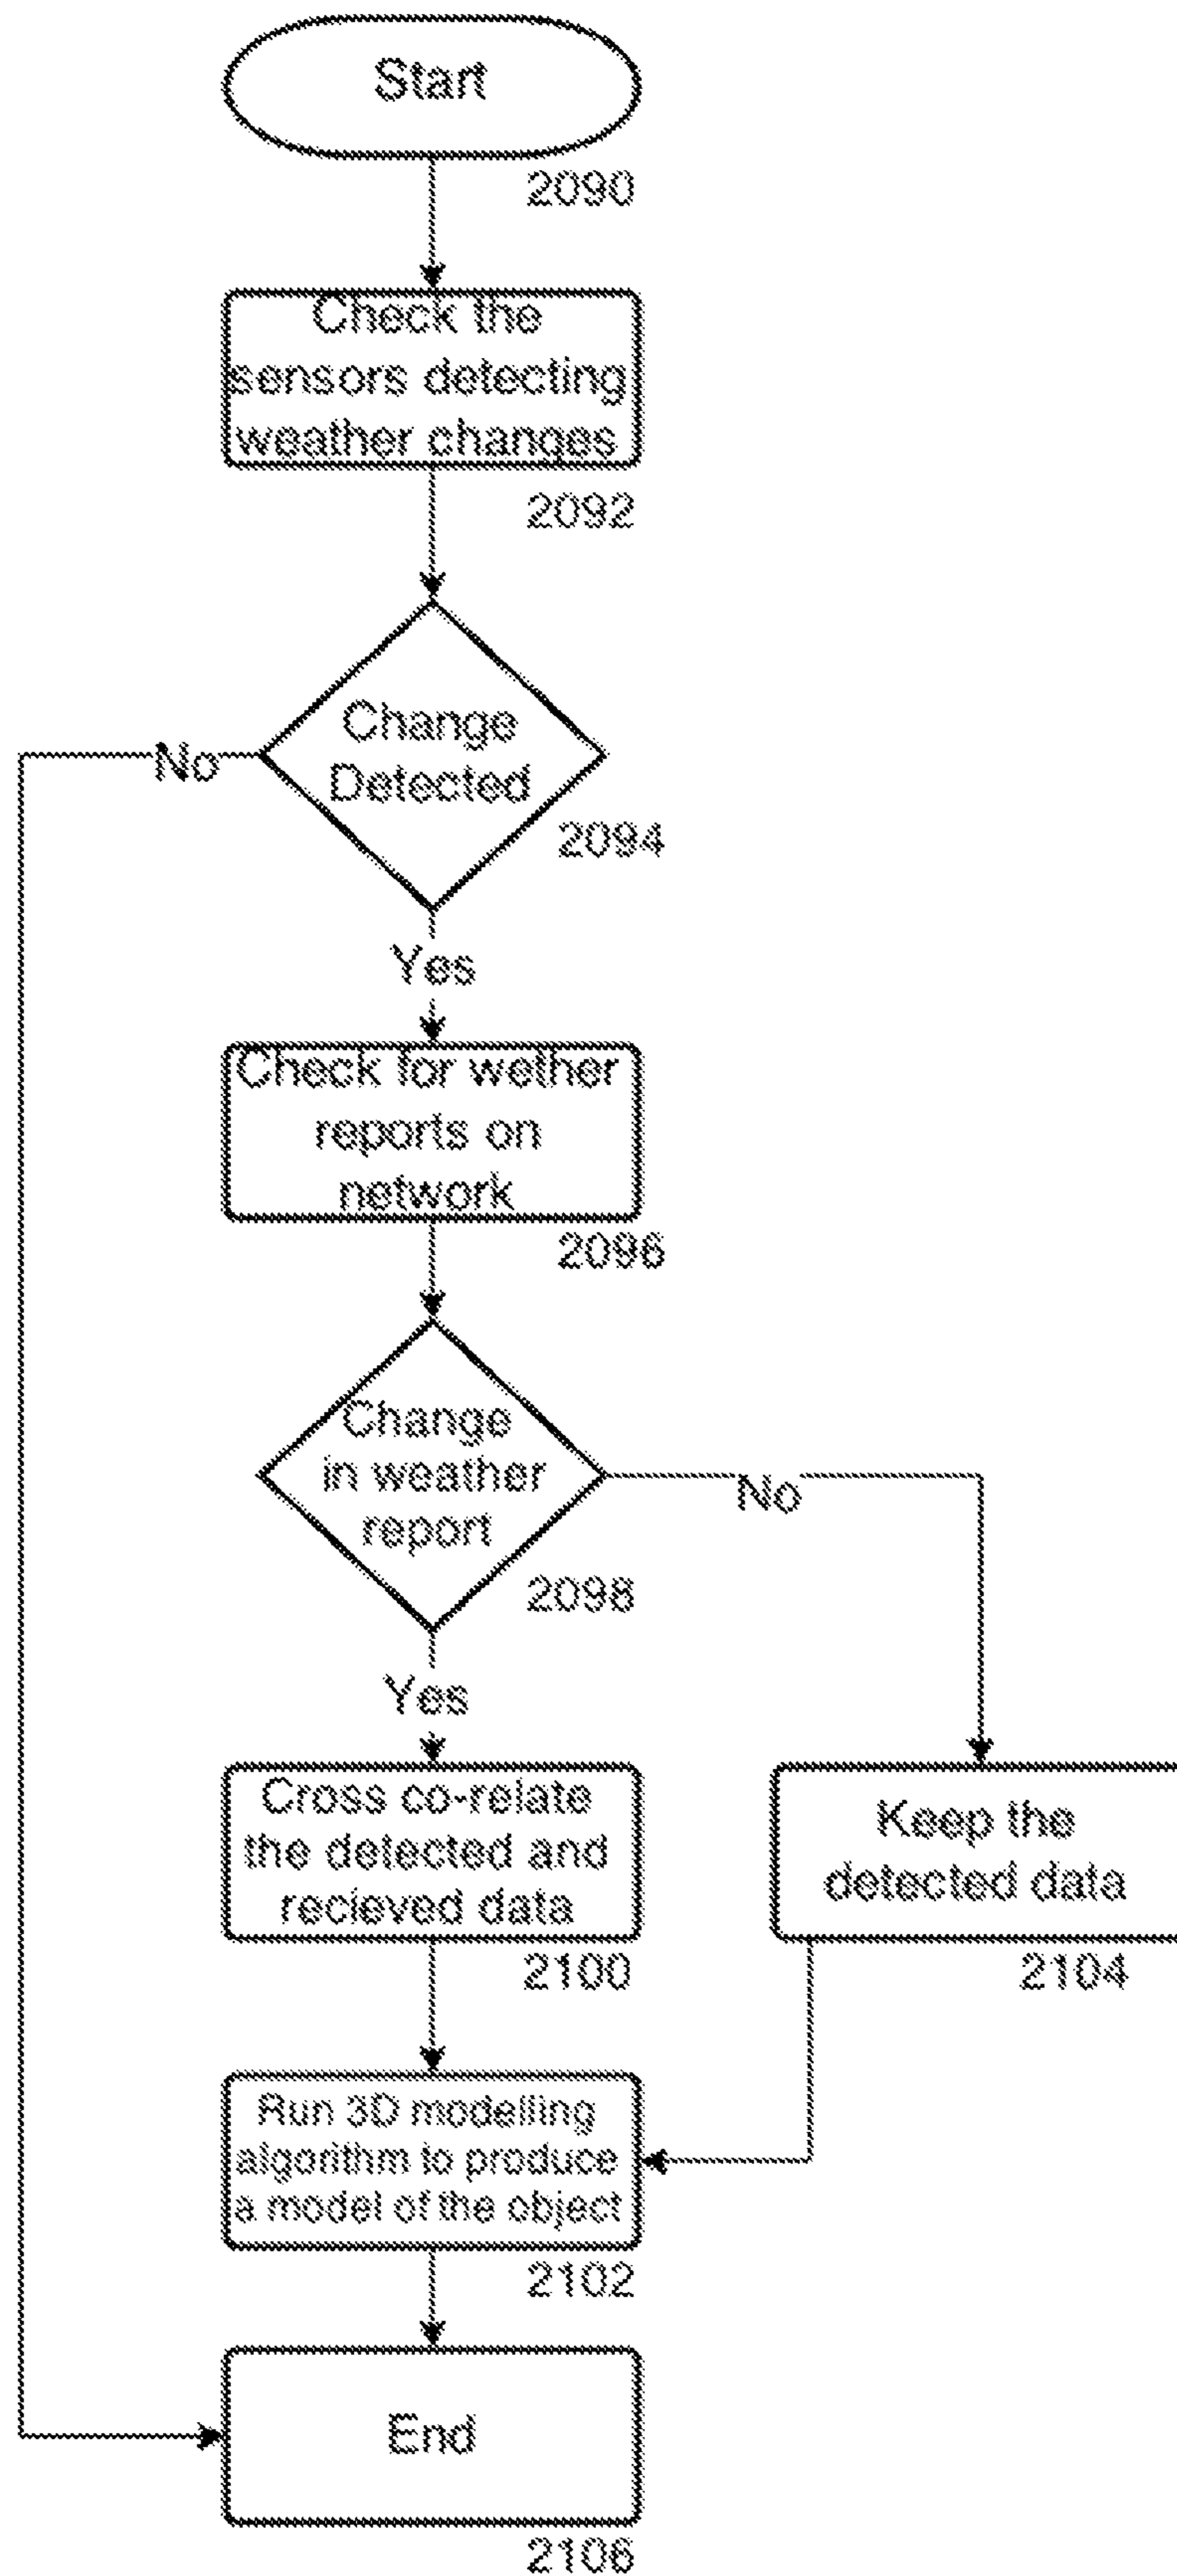 Start
2090
Check the
sensors detecting
weather changes
2092
Change
Detected
2094
No
Yes
Check for wether
reports on
network
2096
Change
in weather
report
2098
No
Yes
Cross co-relate
the detected and
recieved data
2100
Keep the
detected data
2104
Run 3D modelling
algorithm to produce
a model of the object
2102
End
2106